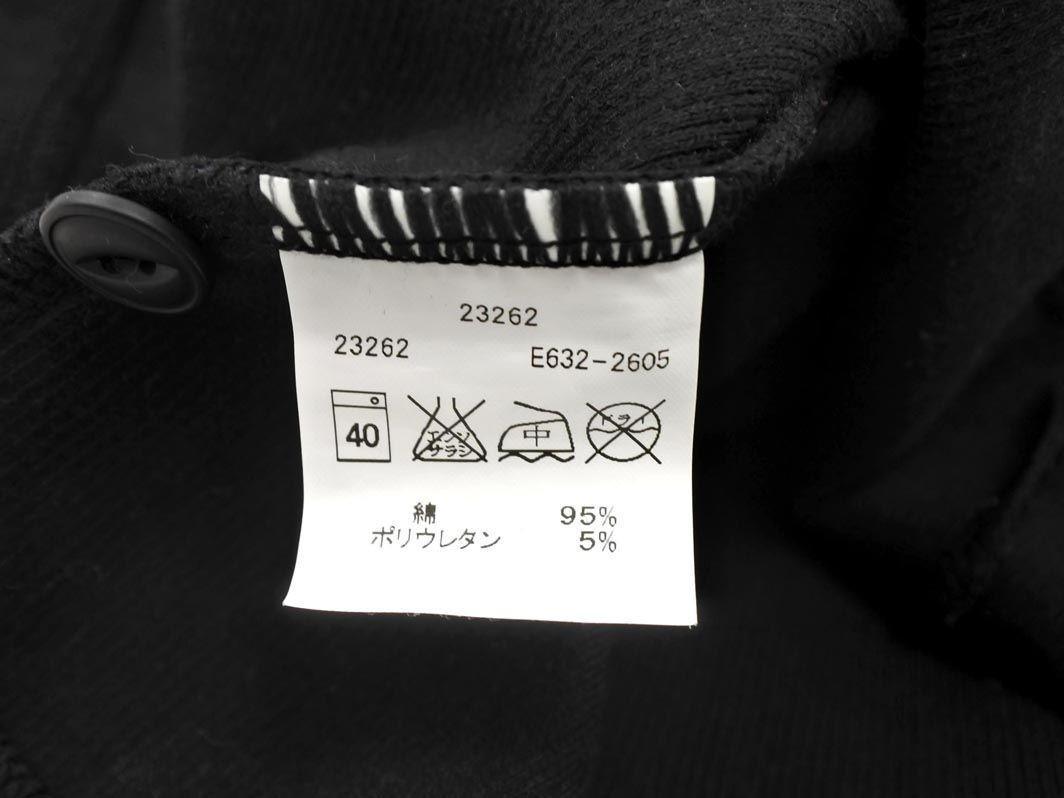 23262
23262 E632-2605
40 エンソサラシ 中 ドライ
綿 95%
ポリウレタン 5%